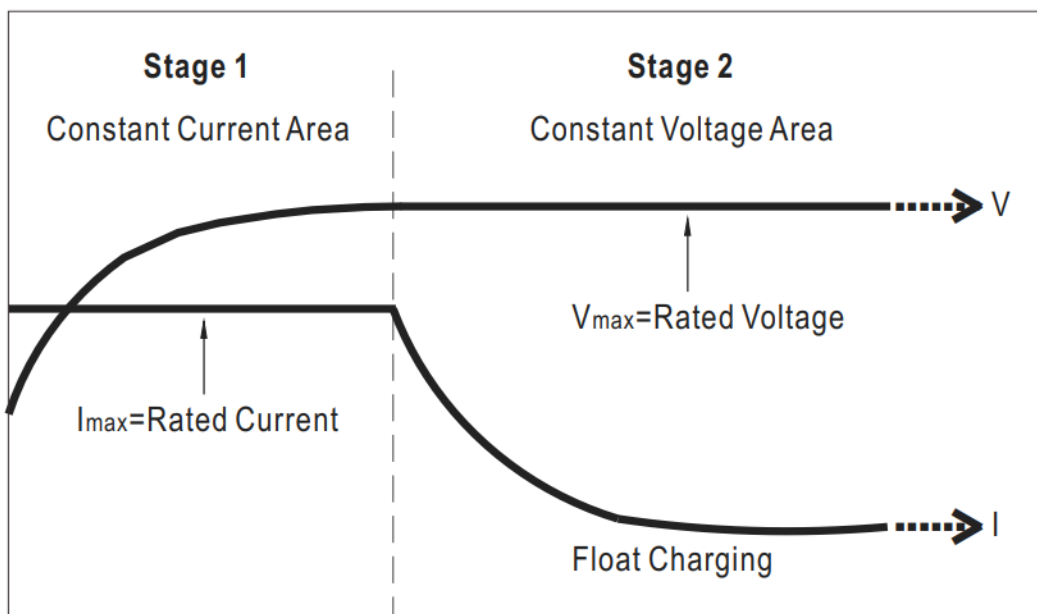 Stage 1
Constant Current Area
Stage 2
Constant Voltage Area
V
Vmax=Rated Voltage
Imax=Rated Current
I
Float Charging